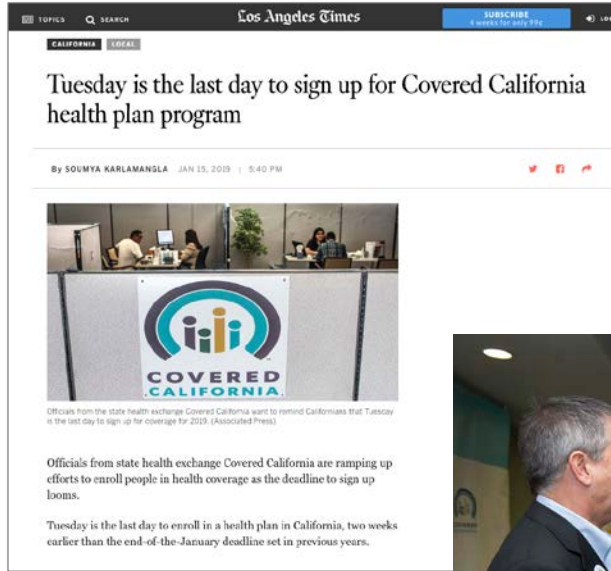 TOPICS
SEARCH
Los Angeles Times
SUBSCRIBE
4 weeks for only 99¢
CALIFORNIA
LOCAL
Tuesday is the last day to sign up for Covered California
health plan program
By SOUMYA KARLAMANGLA JAN 15, 2019 | 5:40 PM
COVERED
CALIFORNIA
Officials from the state health exchange Covered California want to remind Californians that Tuesday
is the last day to sign up for coverage for 2019. (Associated Press)
Officials from state health exchange Covered California are ramping up
efforts to enroll people in health coverage as the deadline to sign up
looms.
Tuesday is the last day to enroll in a health plan in California, two weeks
earlier than the end-of-the-January deadline set in previous years.